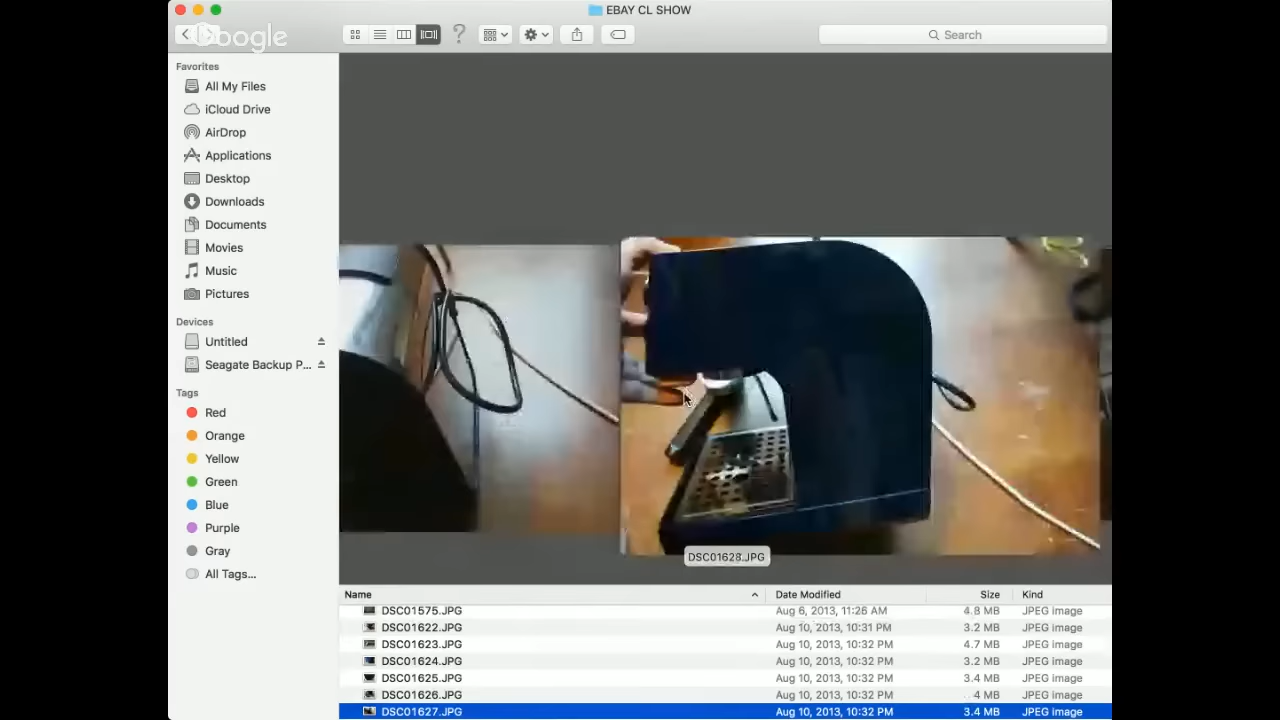 EBAY CL SHOW
Google
Search
Favorites
All My Files
iCloud Drive
AirDrop
Applications
Desktop
Downloads
Documents
Movies
Music
Pictures
Devices
Untitled
Seagate Backup P...
Tags
Red
Orange
Yellow
Green
Blue
Purple
Gray
All Tags...
DSC01628.JPG
Name Date Modified Size Kind
DSC01575.JPG Aug 6, 2013, 11:26 AM 4.8 MB JPEG image
DSC01622.JPG Aug 10, 2013, 10:31 PM 3.2 MB JPEG image
DSC01623.JPG Aug 10, 2013, 10:32 PM 4.7 MB JPEG image
DSC01624.JPG Aug 10, 2013, 10:32 PM 3.2 MB JPEG image
DSC01625.JPG Aug 10, 2013, 10:32 PM 3.4 MB JPEG image
DSC01626.JPG Aug 10, 2013, 10:32 PM 4 MB JPEG image
DSC01627.JPG Aug 10, 2013, 10:32 PM 3.4 MB JPEG image